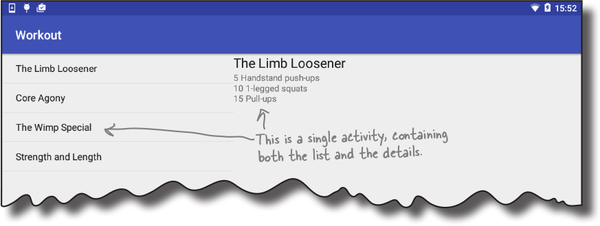 15:52
Workout
The Limb Loosener
Core Agony
The Wimp Special
Strength and Length
The Limb Loosener
5 Handstand push-ups
10 1-legged squats
15 Pull-ups
This is a single activity, containing
both the list and the details.